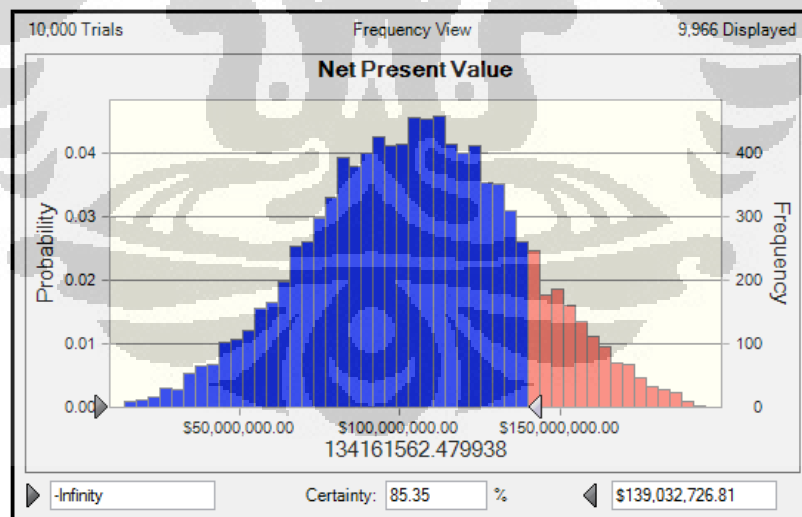 10,000 Trials Frequency View 9,966 Displayed
Net Present Value
Probability
0.04
0.03
0.02
0.01
0.00
Frequency
400
300
200
100
0
$50,000,000.00 $100,000,000.00 $150,000,000.00
134161562.479938
-Infinity Certainty: 85.35 % $139,032,726.81